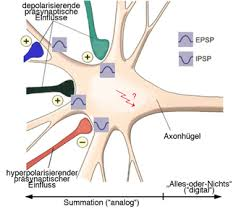 depolarisierende
präsynaptische
Einflüsse
EPSP
IPSP
+
+
+
?
Axonhügel
−
hyperpolarisierender
präsynaptischer
Einfluss
Summation ("analog")
„Alles-oder-Nichts"
("digital")